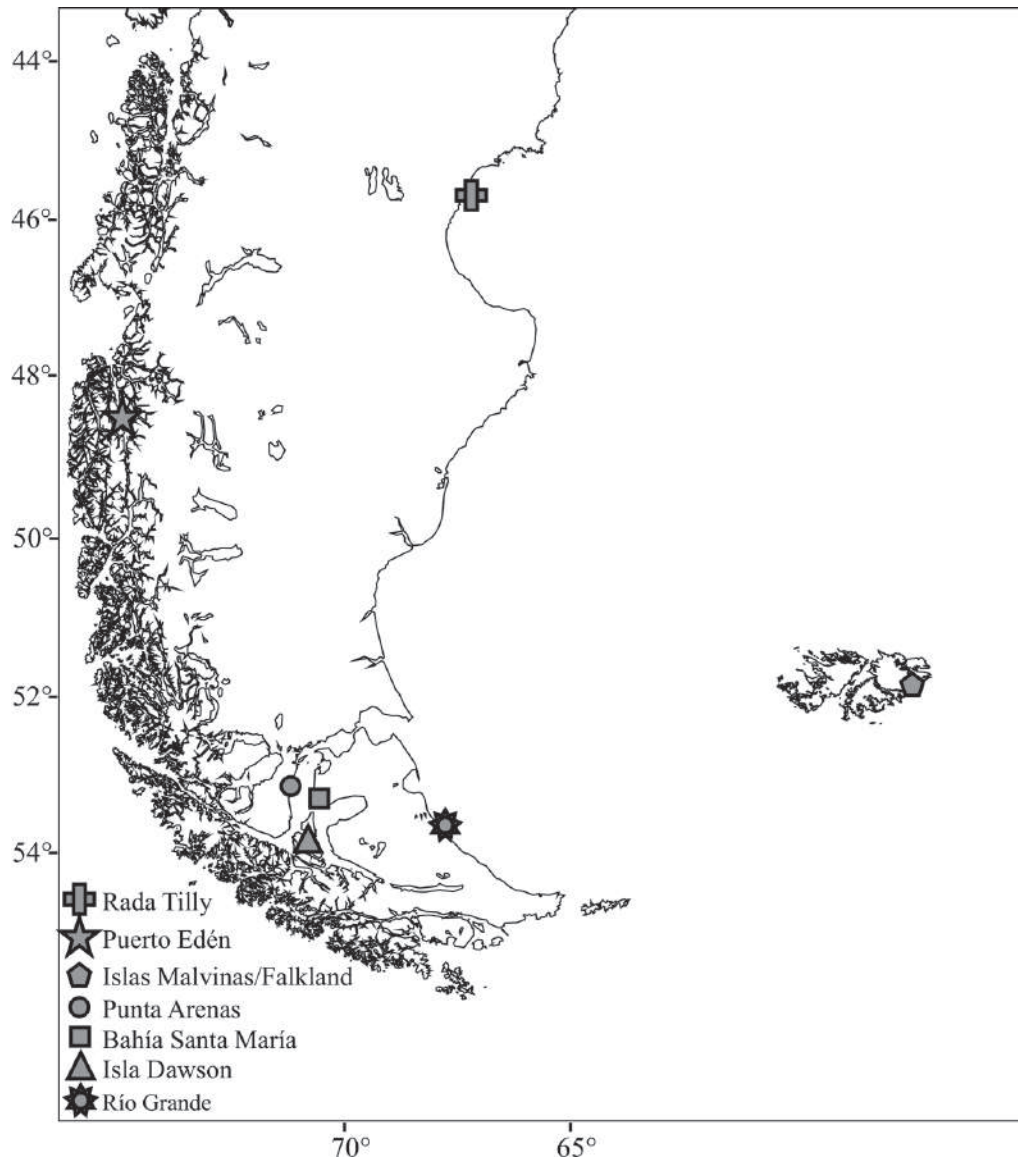 44°
46°
48°
50°
52°
54°
Rada Tilly
Puerto Edén
Islas Malvinas/Falkland
Punta Arenas
Bahía Santa María
Isla Dawson
Río Grande
70°
65°